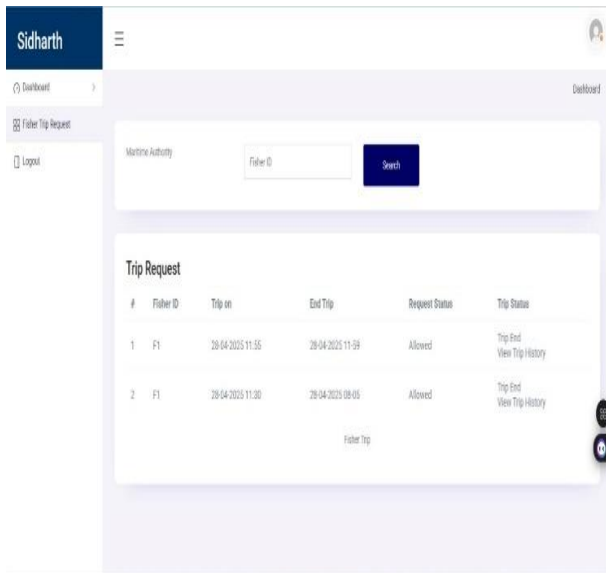 Sidharth
Dashboard
Dashboard
Fisher Trip Request
Logout
Maritime Authority
Fisher ID
Search
Trip Request
# Fisher ID Trip on End Trip Request Status Trip Status
1 F1 28-04-2025 11:55 28-04-2025 11-59 Allowed Trip End
View Trip History
2 F1 28-04-2025 11:30 28-04-2025 08-05 Allowed Trip End
View Trip History
Fisher Trip